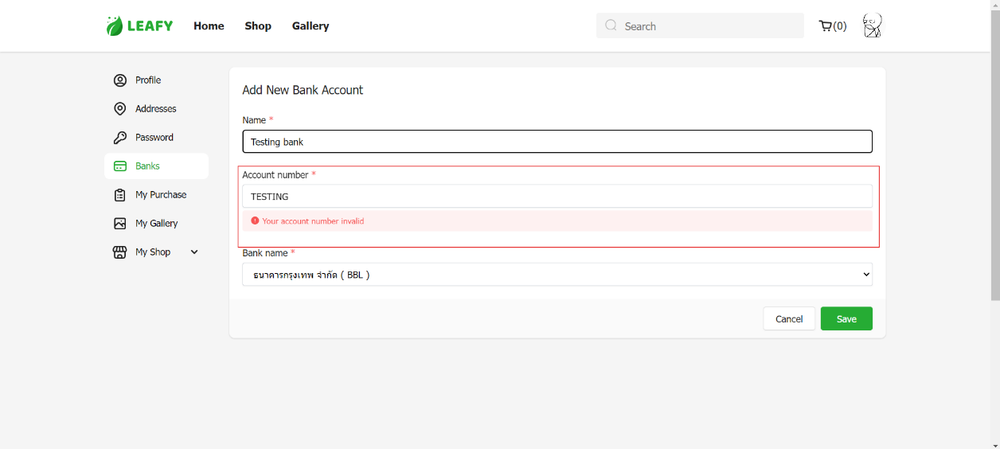 LEAFY Home Shop Gallery Search (0)
Profile
Addresses
Password
Banks
My Purchase
My Gallery
My Shop
Add New Bank Account
Name *
Testing bank
Account number *
TESTING
Your account number invalid
Bank name *
ธนาคารกรุงเทพ จำกัด ( BBL )
Cancel Save